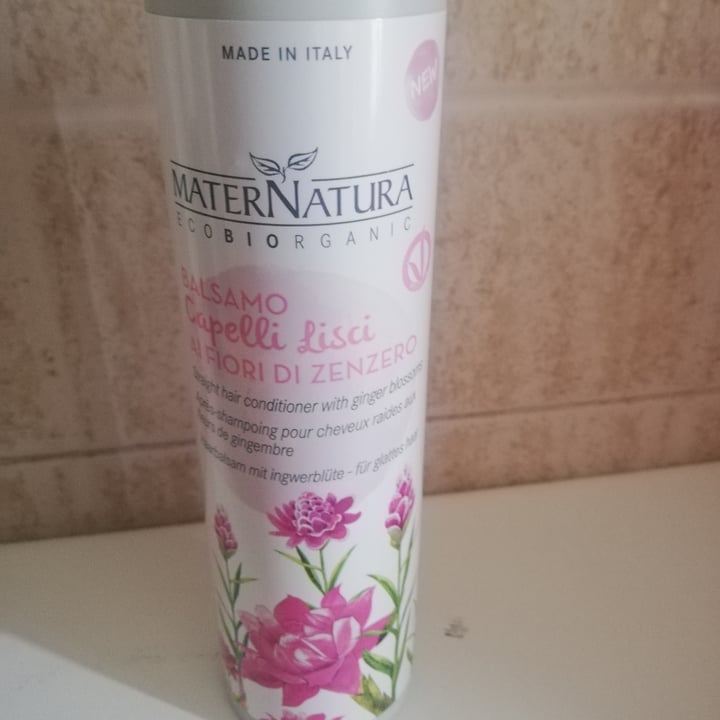 MADE IN ITALY
NEW
MATERNATURA
ECOBIORGANIC
BALSAMO
Capelli Lisci
AI FIORI DI ZENZERO
Straight hair conditioner with ginger blossoms
Après-shampoing pour cheveux raides aux
fleurs de gingembre
mit ingwerblüte - für glattes